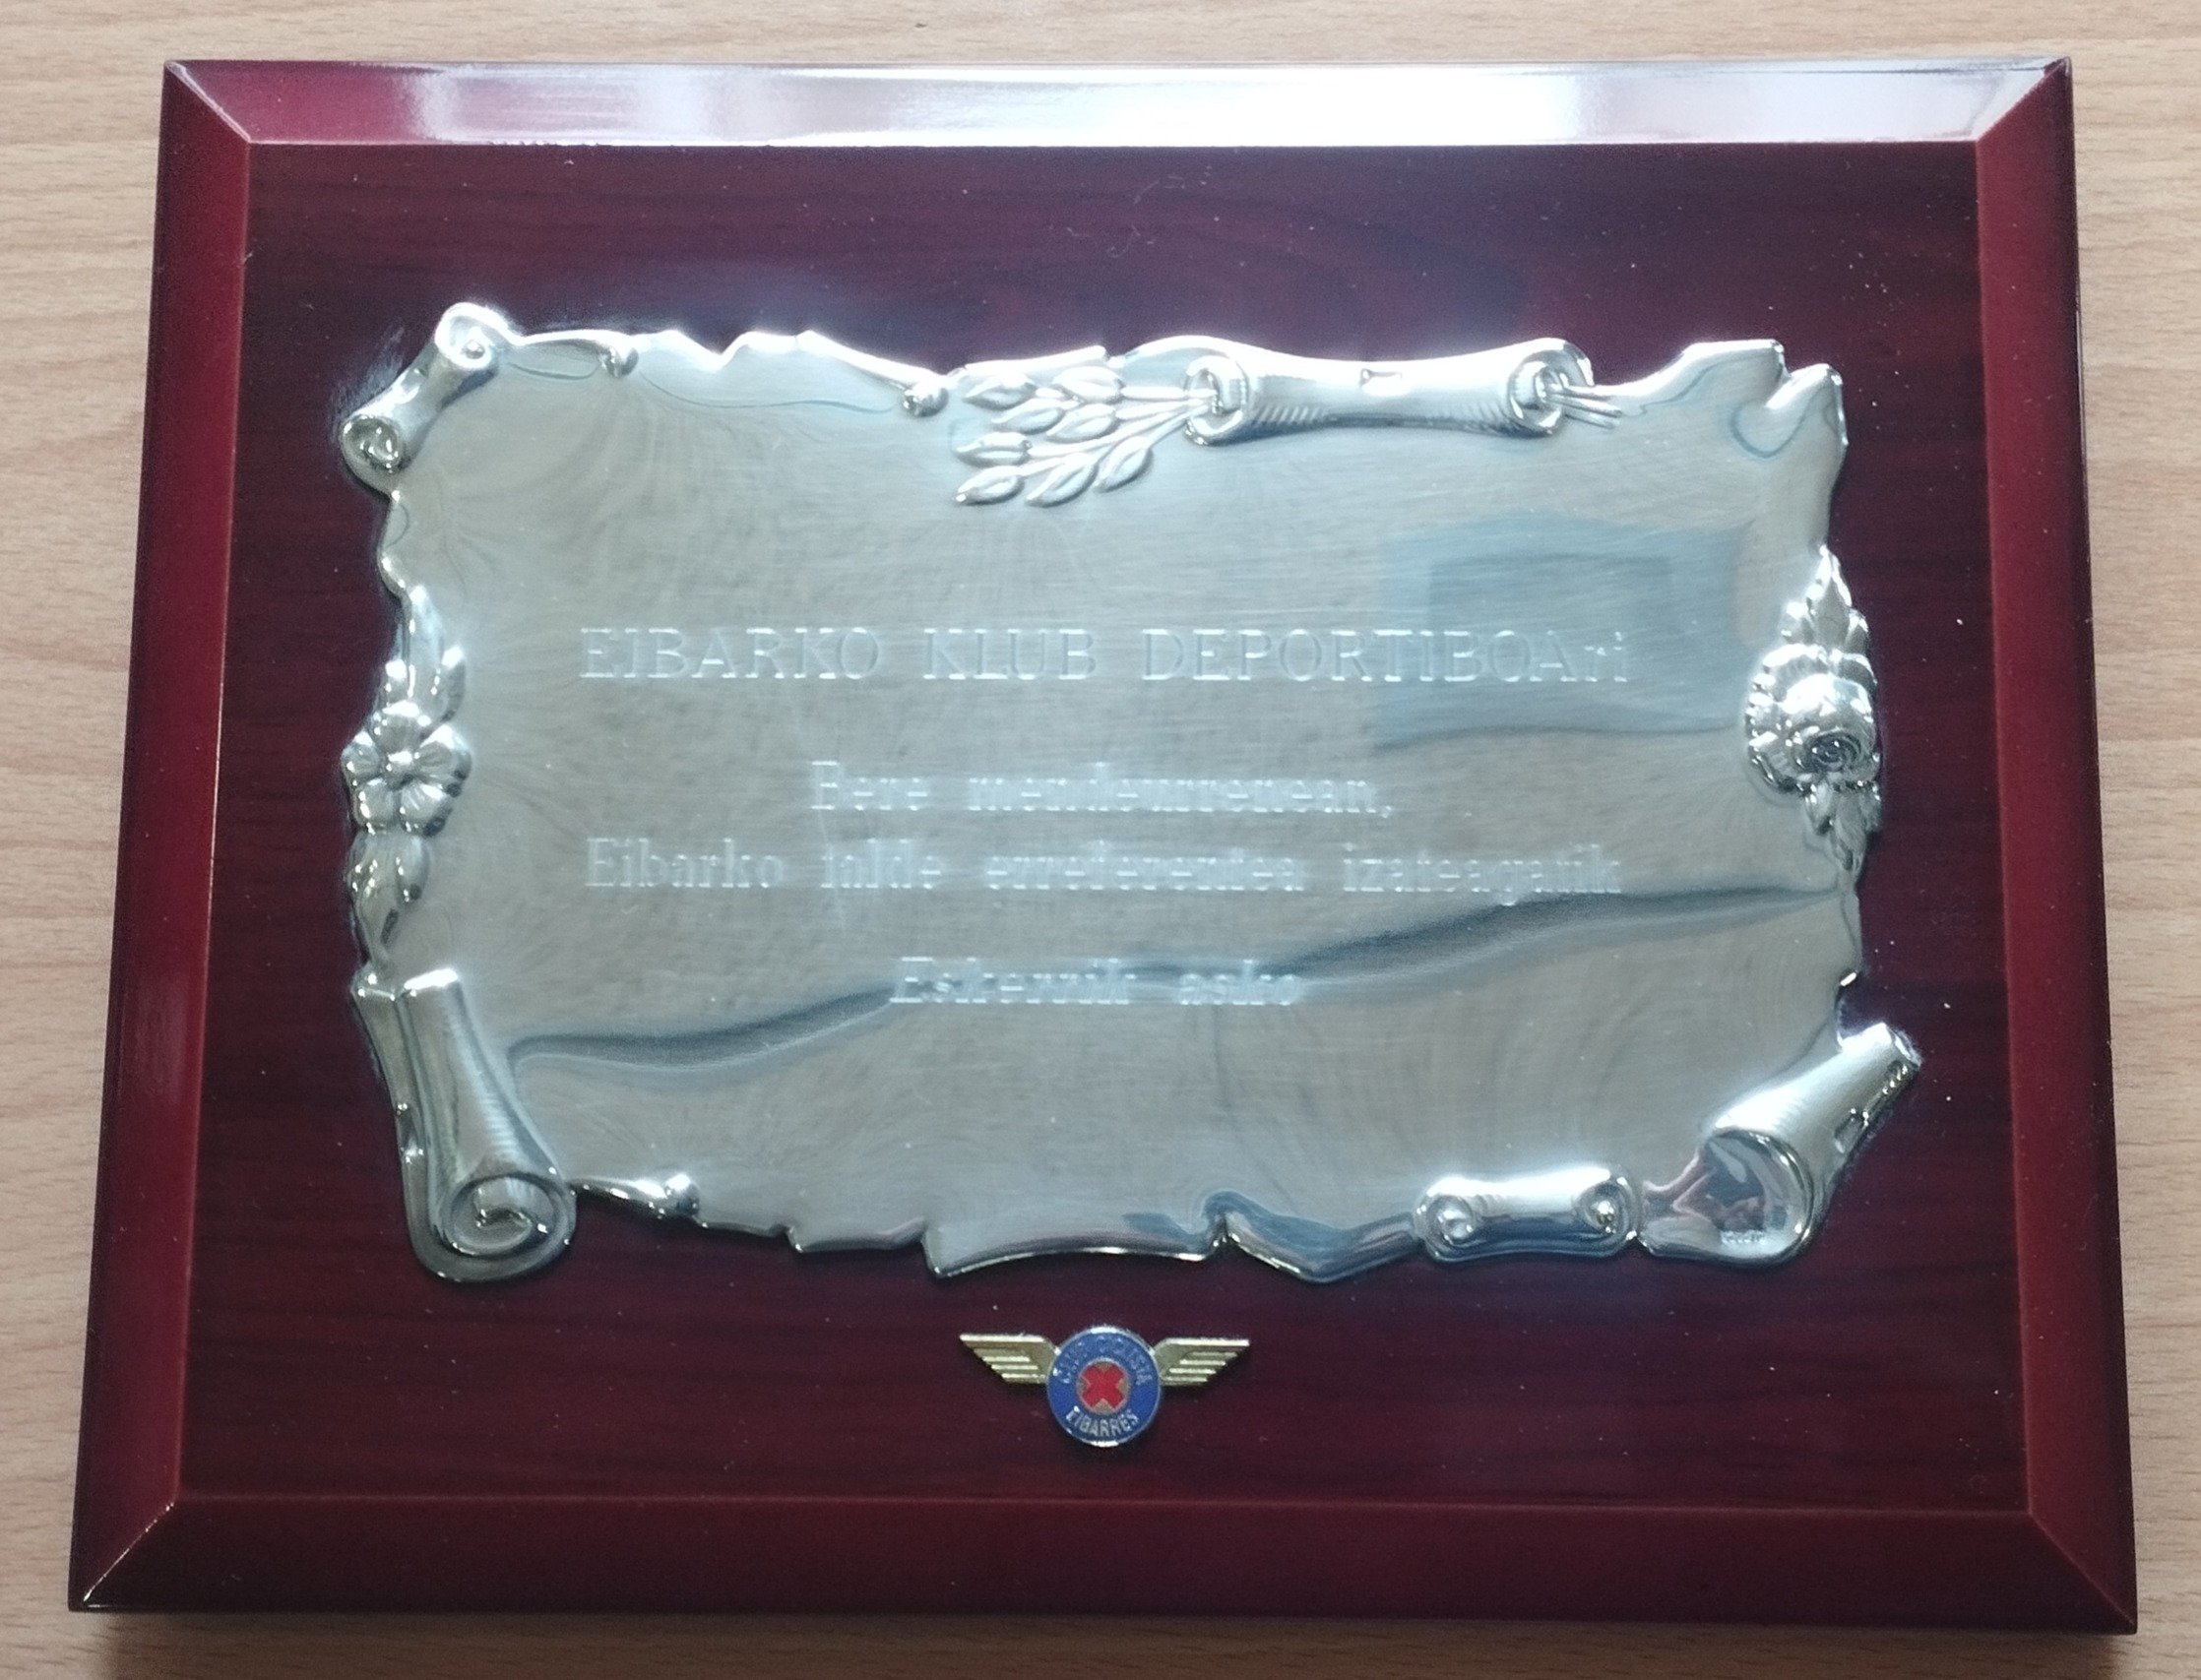 EIBARKO KLUB DEPORTIBOAri
Bere mendeurrenean,
Eibarko talde erreferentea izateagatik
Eskerrik asko
CLUB CICLISTA
EIBARRES